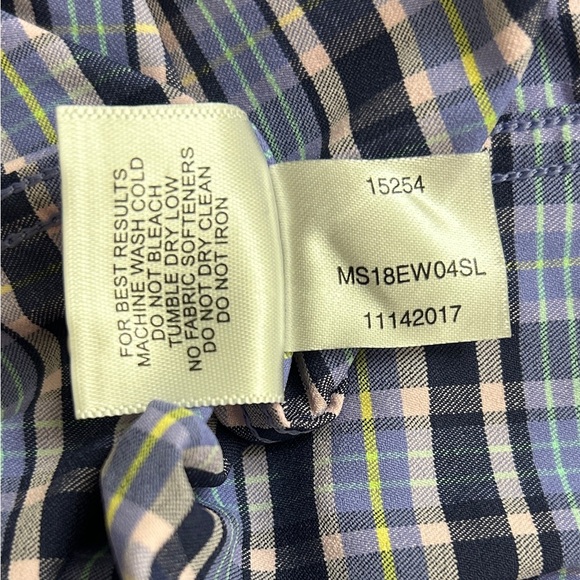 FOR BEST RESULTS
MACHINE WASH COLD
DO NOT BLEACH
TUMBLE DRY LOW
NO FABRIC SOFTENERS
DO NOT DRY CLEAN
DO NOT IRON
15254
MS18EW04SL
11142017